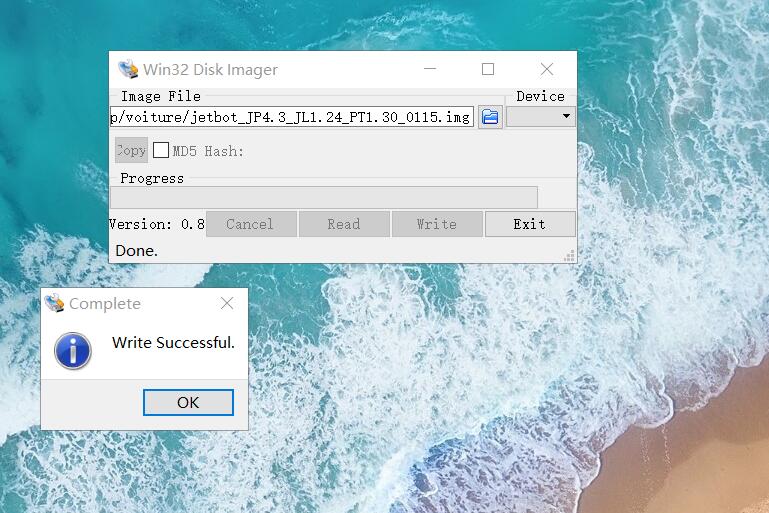 Win32 Disk Imager
Image File
Device
p/voiture/jetbot_JP4.3_JL1.24_PT1.30_0115.img
Copy
MD5 Hash:
Progress
Version: 0.8
Cancel
Read
Write
Exit
Done.
Complete
Write Successful.
OK